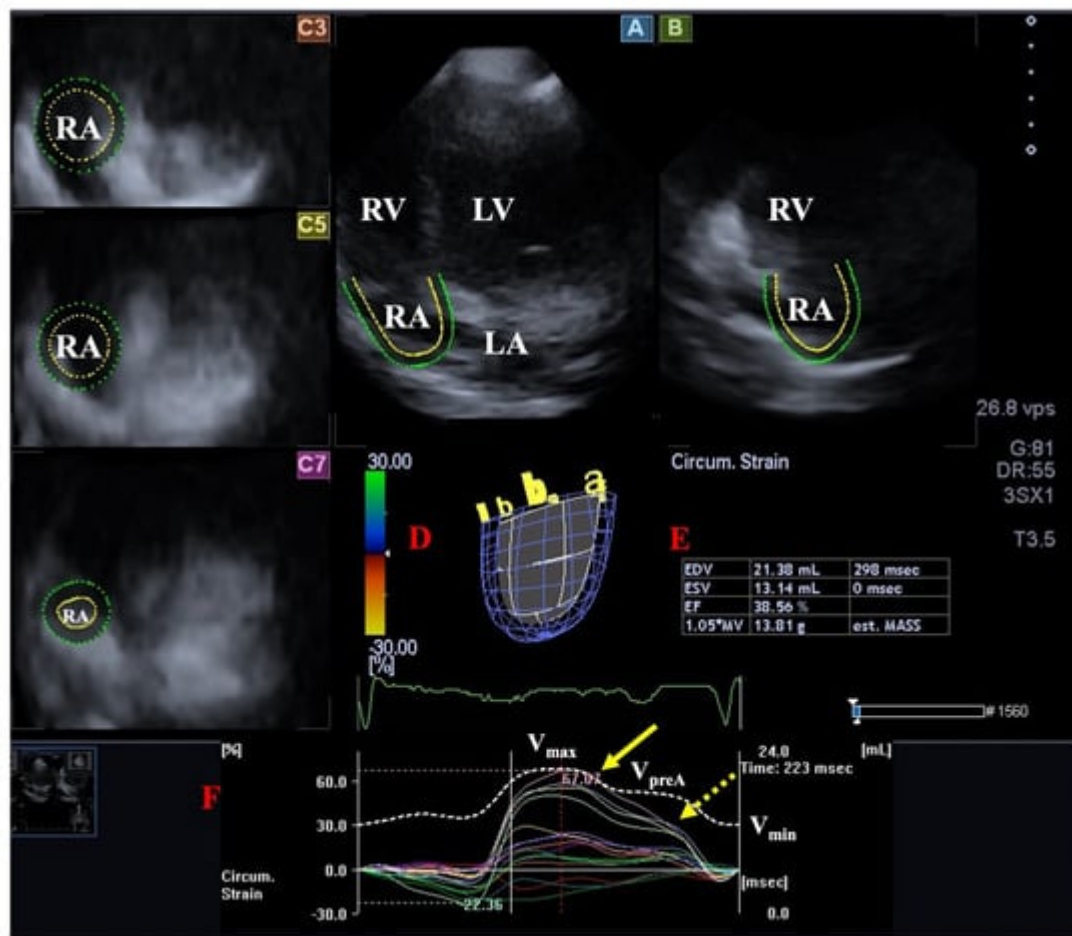 C3
RA
C5
RA
C7
RA
A
RV
LV
RA
LA
B
RV
RA
26.8 vps
G:81
DR:55
3SX1
T3.5
30.00
D
-30.00
[%]
b
b
a
Circum. Strain
E
EDV 21.38 mL 298 msec
ESV 13.14 mL 0 msec
EF 38.56 %
1.05*MV 13.81 g est. MASS
#1560
F
[%]
60.0
30.0
0.0
-30.0
Circum.
Strain
Vmax
67.07
VpreA
Vmin
-22.36
24.0
[mL]
Time: 223 msec
[msec]
0.0